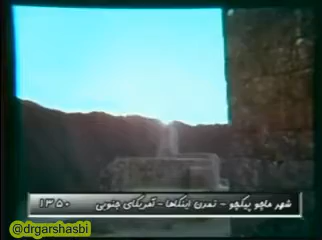 شهر ماچو پیکچو - تمدن اینکاها - آمریکای جنوبی ۱۳۵۰
@drgarshasbi